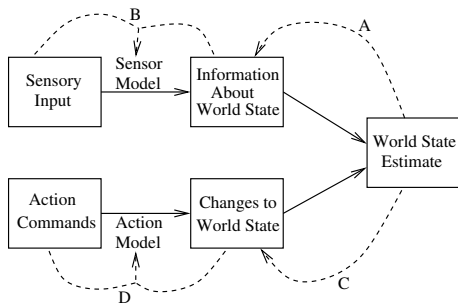 B
A
Sensory
Input
Sensor
Model
Information
About
World State
World State
Estimate
Action
Commands
Action
Model
Changes to
World State
D
C